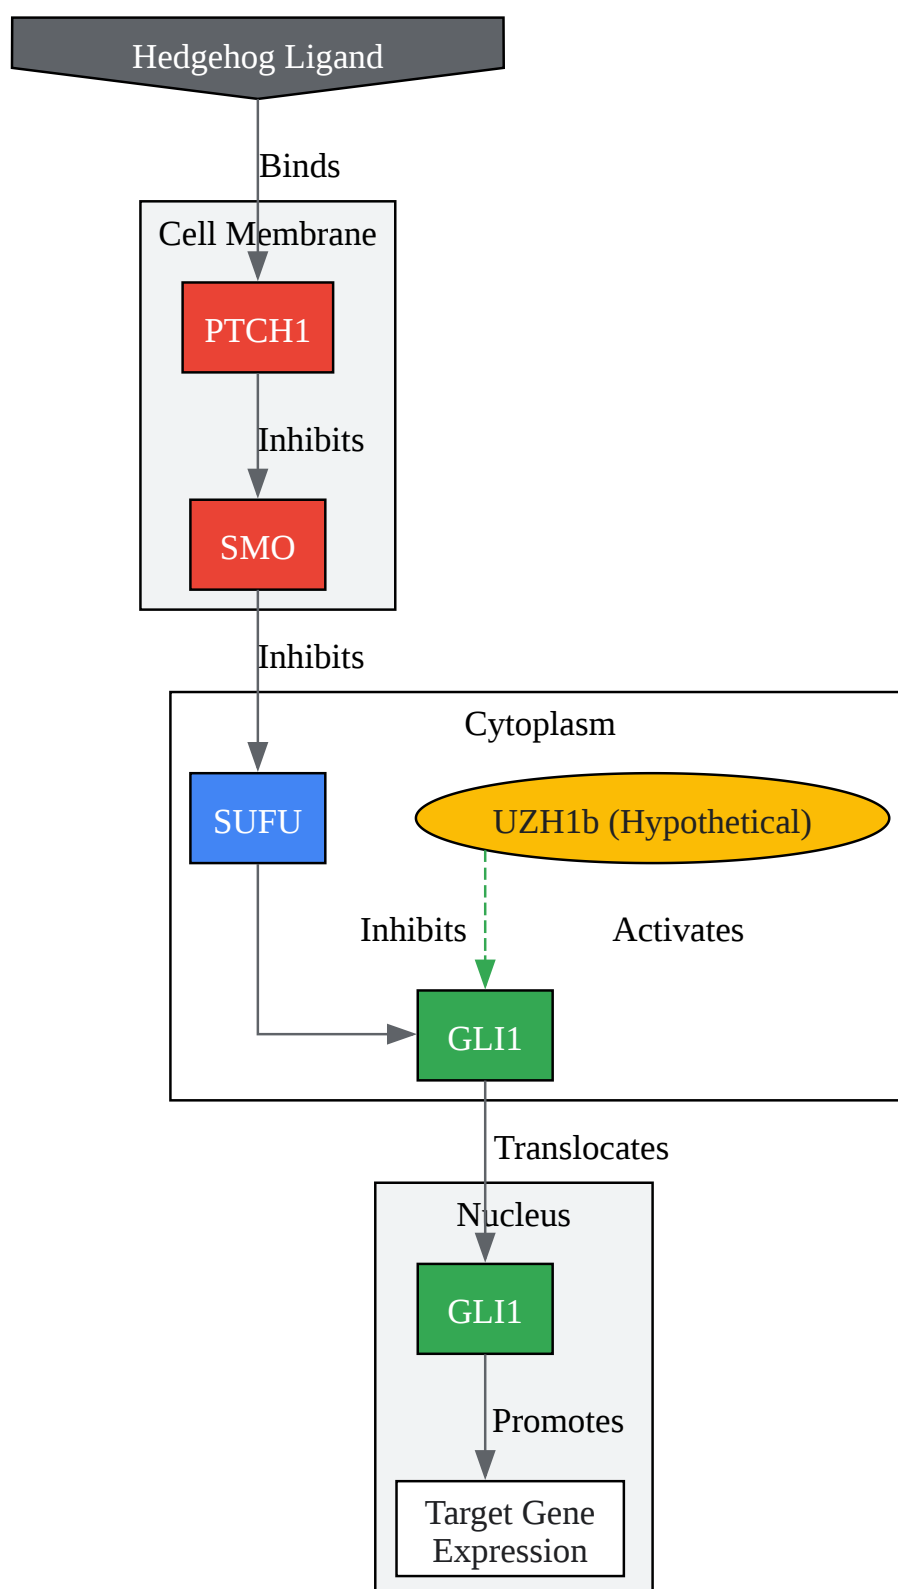 Hedgehog Ligand
Binds
Cell Membrane
PTCH1
Inhibits
SMO
Inhibits
Cytoplasm
SUFU
UZH1b (Hypothetical)
Inhibits
Activates
GLI1
Translocates
Nucleus
GLI1
Promotes
Target Gene
Expression